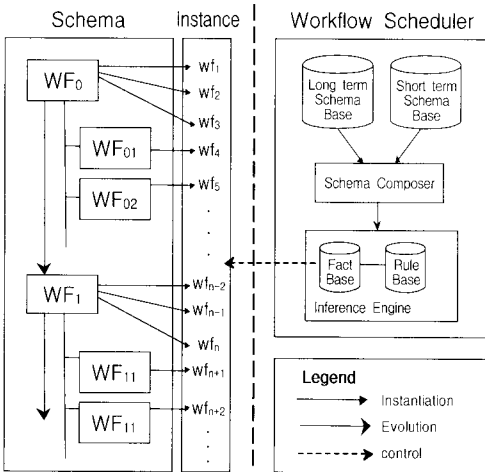 Schema
Instance
Workflow Scheduler
WF0
wf1
wf2
wf3
WF01
wf4
WF02
wf5
WF1
wfn-2
wfn-1
wfn
WF11
wfn+1
WF11
wfn+2
Long term
Schema
Base
Short term
Schema
Base
Schema Composer
Fact
Base
Rule
Base
Inference Engine
Legend
Instantiation
Evolution
control